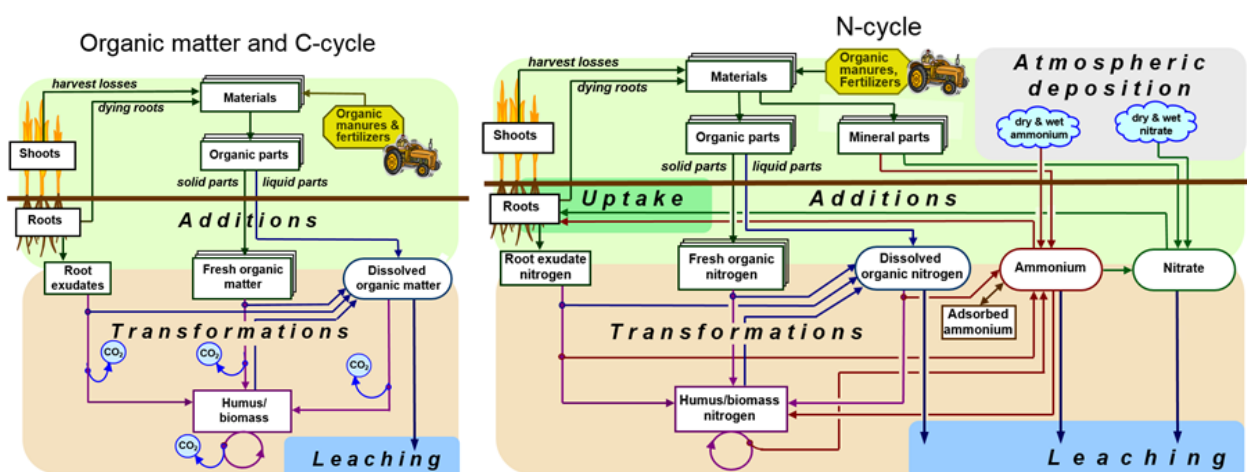 Organic matter and C-cycle
harvest losses
dying roots
Materials
Organic
manures &
fertilizers
Shoots
Organic parts
solid parts
liquid parts
Roots
Additions
Root
exudates
Fresh organic
matter
Dissolved
organic matter
Transformations
CO2
CO2
CO2
Humus/
biomass
CO2
Leaching
N-cycle
harvest losses
dying roots
Materials
Organic
manures,
Fertilizers
Atmospheric
deposition
dry & wet
ammonium
dry & wet
nitrate
Shoots
Organic parts
Mineral parts
solid parts
liquid parts
Roots
Uptake
Additions
Root exudate
nitrogen
Fresh organic
nitrogen
Dissolved
organic nitrogen
Ammonium
Nitrate
Adsorbed
ammonium
Transformations
Humus/biomass
nitrogen
Leaching